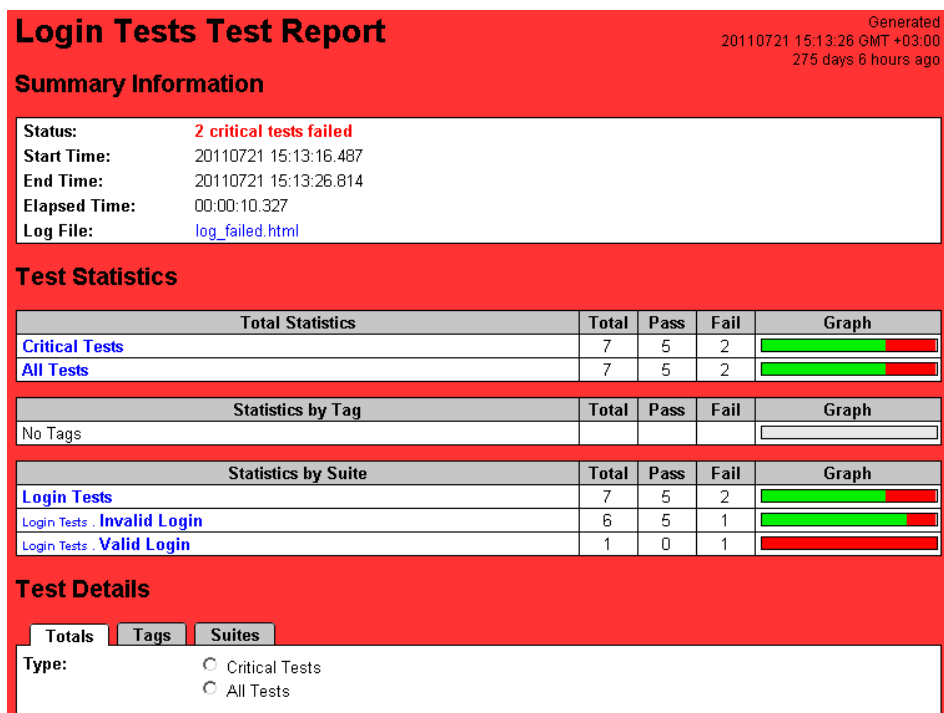 Login Tests Test Report
Generated
20110721 15:13:26 GMT +03:00
275 days 6 hours ago
Summary Information
Status: 2 critical tests failed
Start Time: 20110721 15:13:16.487
End Time: 20110721 15:13:26.814
Elapsed Time: 00:00:10.327
Log File: log_failed.html
Test Statistics
Total Statistics Total Pass Fail Graph
Critical Tests 7 5 2
All Tests 7 5 2
Statistics by Tag Total Pass Fail Graph
No Tags
Statistics by Suite Total Pass Fail Graph
Login Tests 7 5 2
Login Tests . Invalid Login 6 5 1
Login Tests . Valid Login 1 0 1
Test Details
Totals Tags Suites
Type: Critical Tests
All Tests